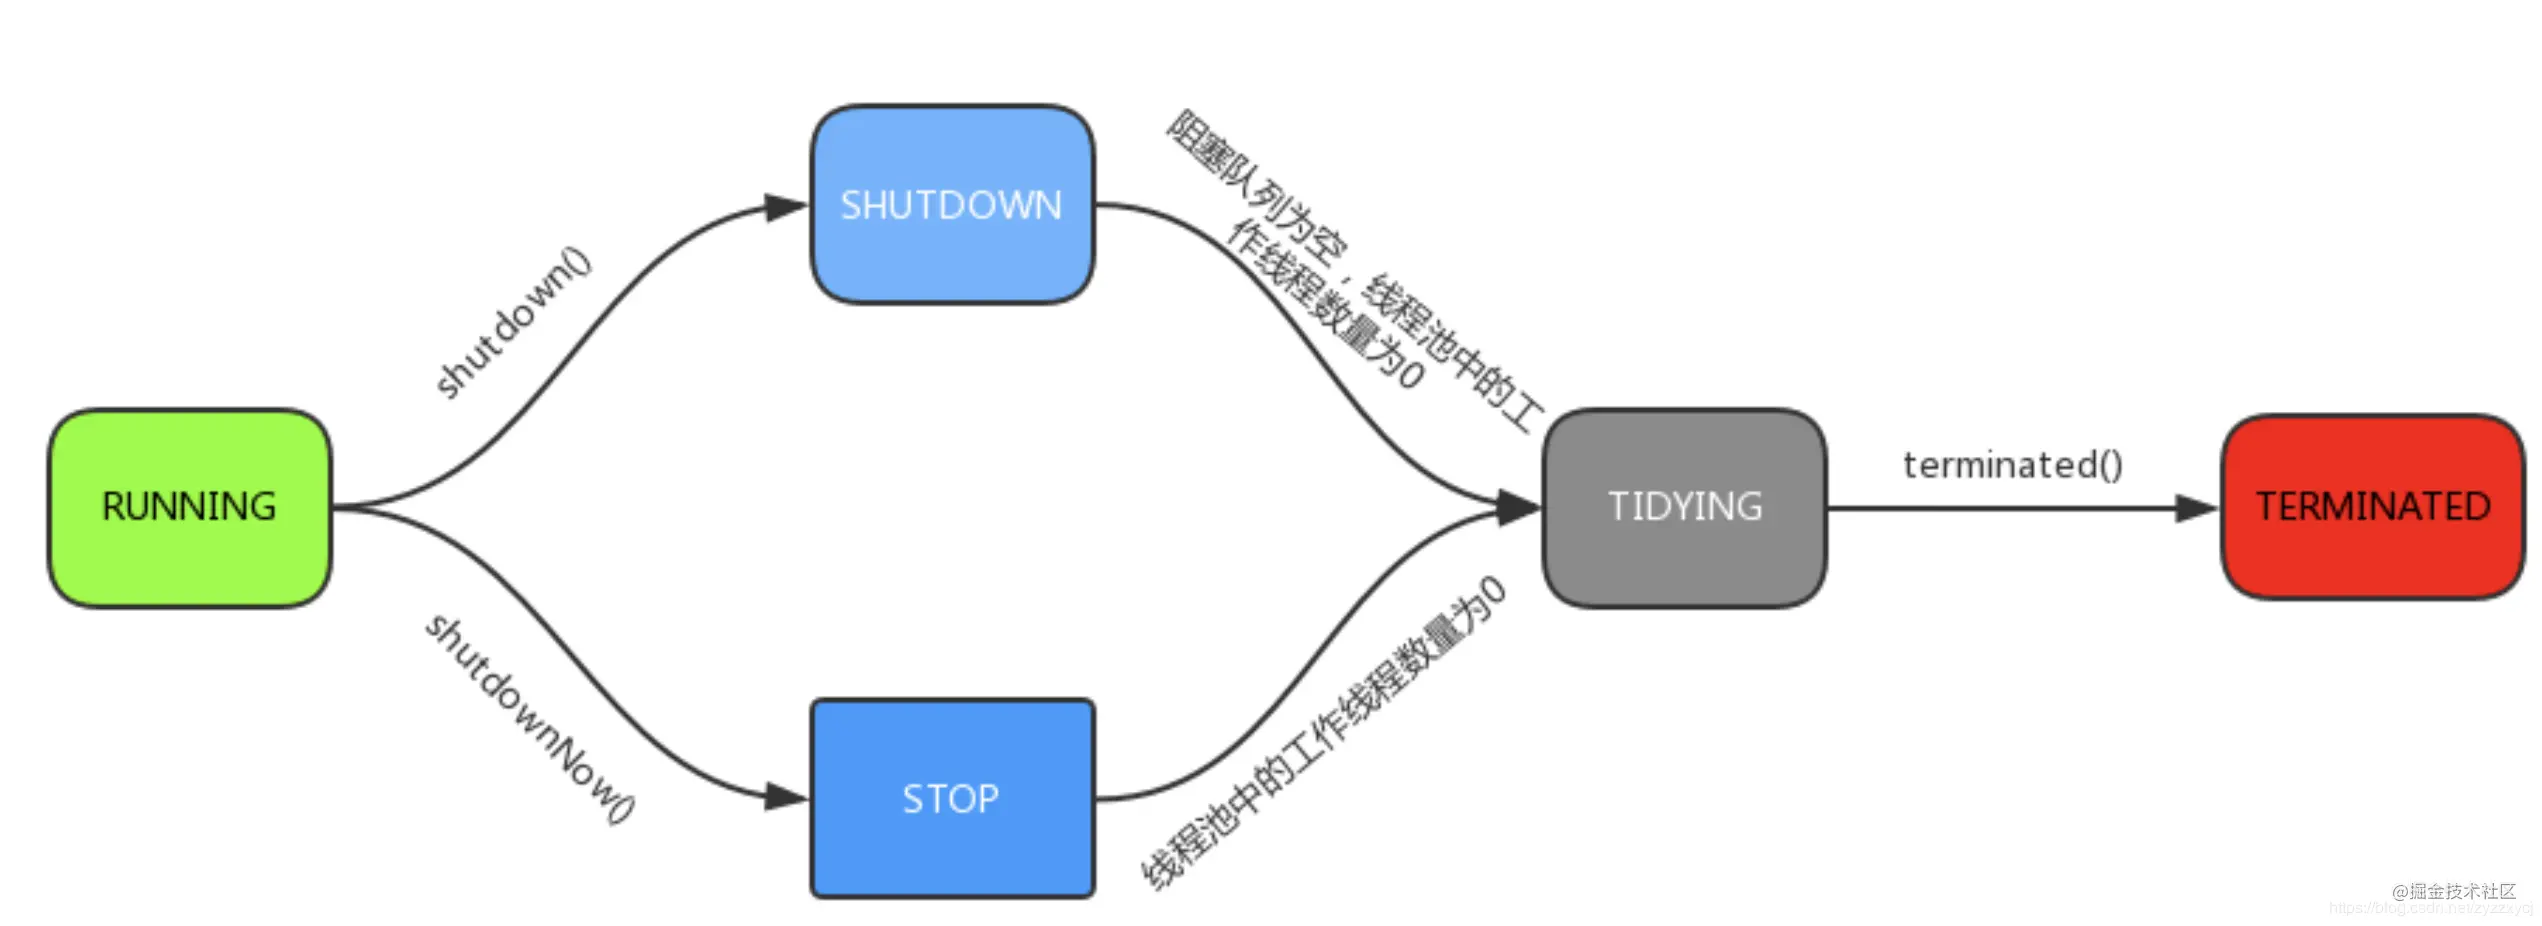 SHUTDOWN
阻塞队列为空，线程池中的工
作线程数量为0
shutdown()
RUNNING
TIDYING
terminated()
TERMINATED
shutdownNow()
STOP
线程池中的工作线程数量为0
@掘金技术社区
https://blog.csdn.net/zyzzxycj